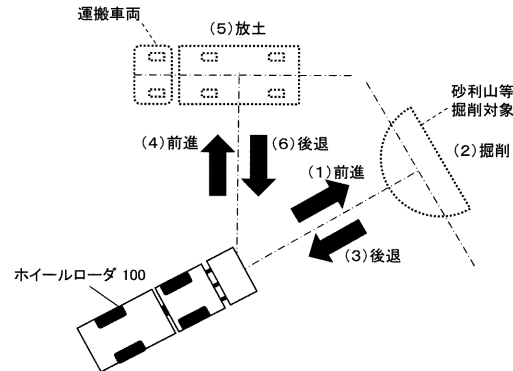 運搬車両
(5)放土
砂利山等
掘削対象
(2)掘削
(4)前進
(6)後退
(1)前進
(3)後退
ホイールローダ 100